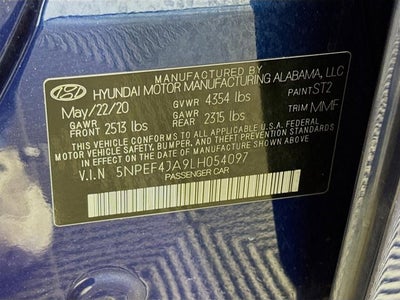 MANUFACTURED BY
HYUNDAI MOTOR MANUFACTURING ALABAMA, LLC
May/22/20 GVWR 4354 lbs PAINT ST2
GAWR FRONT 2513 lbs GAWR REAR 2315 lbs TRIM MMF
THIS VEHICLE CONFORMS TO ALL APPLICABLE U.S.A FEDERAL
MOTOR VEHICLE SAFETY, BUMPER, AND THEFT PREVENTION STANDARDS
IN EFFECT ON THE DATE OF MANUFACTURE SHOWN ABOVE.
V.I.N 5NPEF4JA9LH054097
PASSENGER CAR